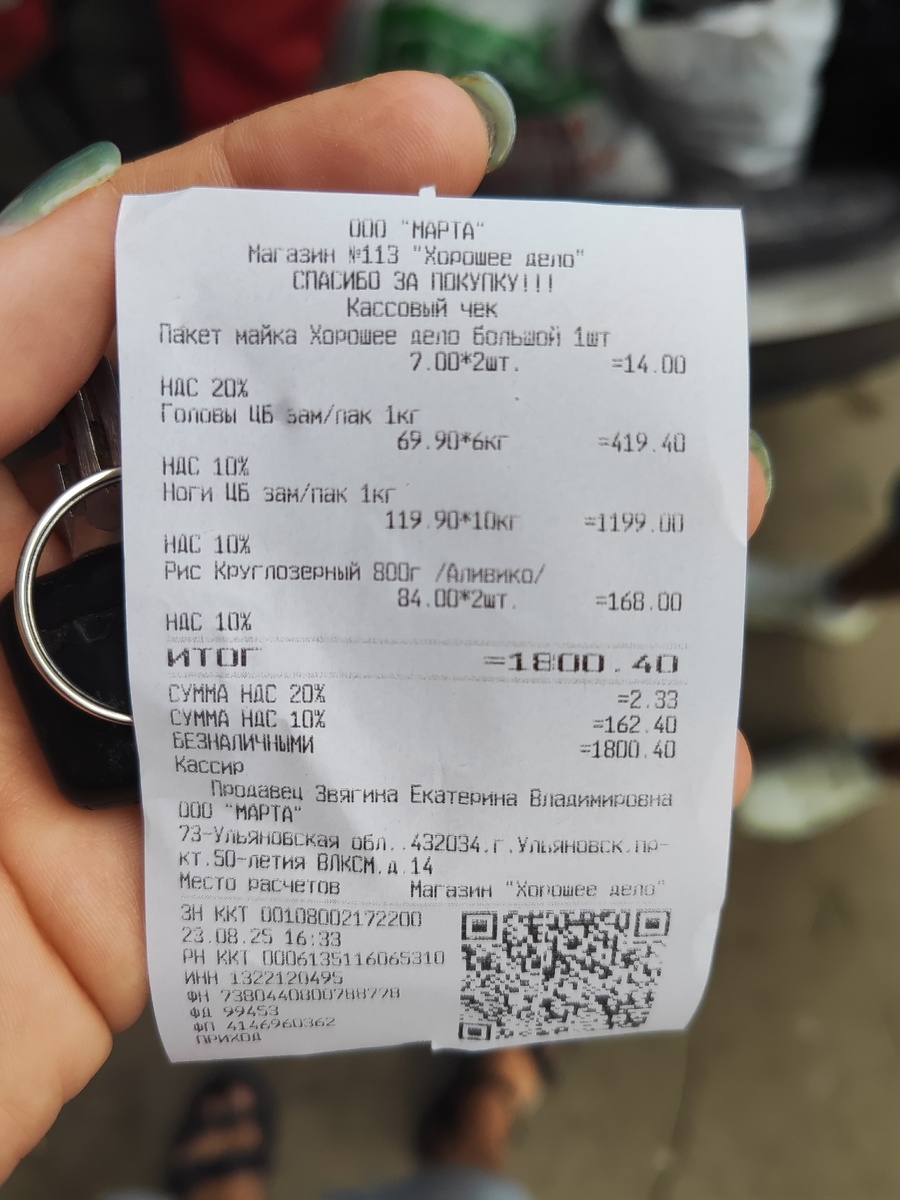 ООО "МАРТА"
Магазин №113 "Хорошее дело"
СПАСИБО ЗА ПОКУПКУ!!!
Кассовый чек
Пакет майка Хорошее дело большой 1шт
7.00*2шт. =14.00
НДС 20%
Головы ЦБ зам/пак 1кг
69.90*6кг =419.40
НДС 10%
Ноги ЦБ зам/пак 1кг
119.90*10кг =1199.00
НДС 10%
Рис Круглозерный 800г /Аливико/
84.00*2шт. =168.00
НДС 10%
ИТОГ =1800.40
СУММА НДС 20% =2.33
СУММА НДС 10% =162.40
БЕЗНАЛИЧНЫМИ =1800.40
Кассир
Продавец Звягина Екатерина Владимировна
ООО "МАРТА"
73-Ульяновская обл.,432034,г.Ульяновск,пр-
кт.50-летия ВЛКСМ,д.14
Место расчетов Магазин "Хорошее дело"
ЗН ККТ 00108002172200
23.08.25 16:33
РН ККТ 0006135116065310
ИНН 1322120495
ФН 7380440800788778
ФД 99453
ФП 4146960362
ПРИХОД